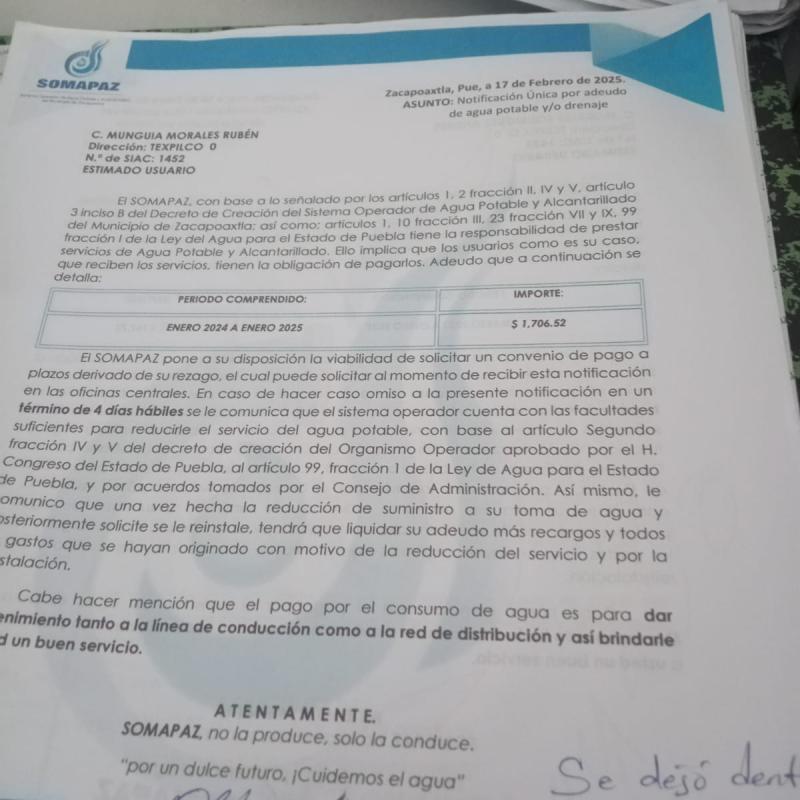 SOMAPAZ
Zacapoaxtla, Pue, a 17 de Febrero de 2025.
ASUNTO: Notificación Única por adeudo
de agua potable y/o drenaje
C. MUNGUIA MORALES RUBÉN
Dirección: TEXPILCO 0
N.º de SIAC: 1452
ESTIMADO USUARIO
El SOMAPAZ, con base a lo señalado por los artículos 1, 2 fracción II, IV y V, artículo
3 inciso B del Decreto de Creación del Sistema Operador de Agua Potable y Alcantarillado
del Municipio de Zacapoaxtla; así como; artículos 1, 10 fracción III, 23 fracción VII y IX, 99
fracción I de la Ley del Agua para el Estado de Puebla tiene la responsabilidad de prestar
servicios de Agua Potable y Alcantarillado. Ello implica que los usuarios como es su caso,
que reciben los servicios, tienen la obligación de pagarlos. Adeudo que a continuación se
detalla:
PERIODO COMPRENDIDO: IMPORTE:
ENERO 2024 A ENERO 2025 $ 1,706.52
El SOMAPAZ pone a su disposición la viabilidad de solicitar un convenio de pago a
plazos derivado de su rezago, el cual puede solicitar al momento de recibir esta notificación
en las oficinas centrales. En caso de hacer caso omiso a la presente notificación en un
término de 4 días hábiles se le comunica que el sistema operador cuenta con las facultades
suficientes para reducirle el servicio del agua potable, con base al artículo Segundo
fracción IV y V del decreto de creación del Organismo Operador aprobado por el H.
Congreso del Estado de Puebla, al artículo 99, fracción 1 de la Ley de Agua para el Estado
de Puebla, y por acuerdos tomados por el Consejo de Administración. Así mismo, le
omunico que una vez hecha la reducción de suministro a su toma de agua y
osteriormente solicite se le reinstale, tendrá que liquidar su adeudo más recargos y todos
gastos que se hayan originado con motivo de la reducción del servicio y por la
stalación.
Cabe hacer mención que el pago por el consumo de agua es para dar
enimiento tanto a la línea de conducción como a la red de distribución y así brindarle
d un buen servicio.
ATENTAMENTE.
SOMAPAZ, no la produce, solo la conduce.
"por un dulce futuro, ¡Cuidemos el agua"
Se dejó dent